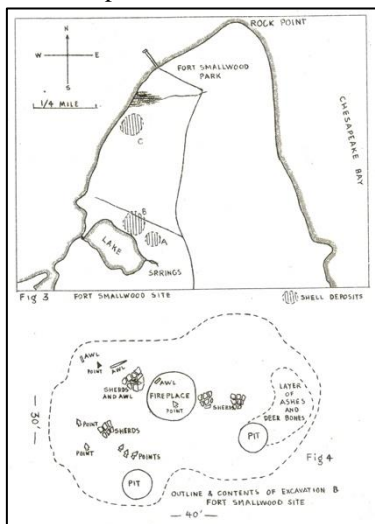 N
W E
S
1/4 MILE
ROCK POINT
FORT SMALLWOOD
PARK
CHESAPEAKE BAY
C
B
A
LAKE
SPRINGS
Fig 3 FORT SMALLWOOD SITE
SHELL DEPOSITS
AWL
POINT
AWL
SHERDS
AND AWL
AWL
FIREPLACE
POINT
SHERDS
LAYER
OF
ASHES
AND
DEER BONES
POINT
SHERDS
POINT
POINTS
PIT
PIT
Fig 4
— 30' —
OUTLINE & CONTENTS OF EXCAVATION B
FORT SMALLWOOD SITE
— 40' —